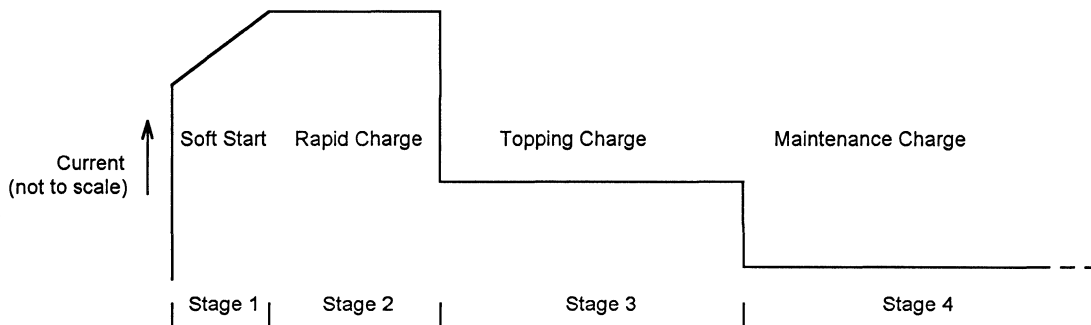 Soft Start
Rapid Charge
Topping Charge
Maintenance Charge
Current
(not to scale)
Stage 1
Stage 2
Stage 3
Stage 4